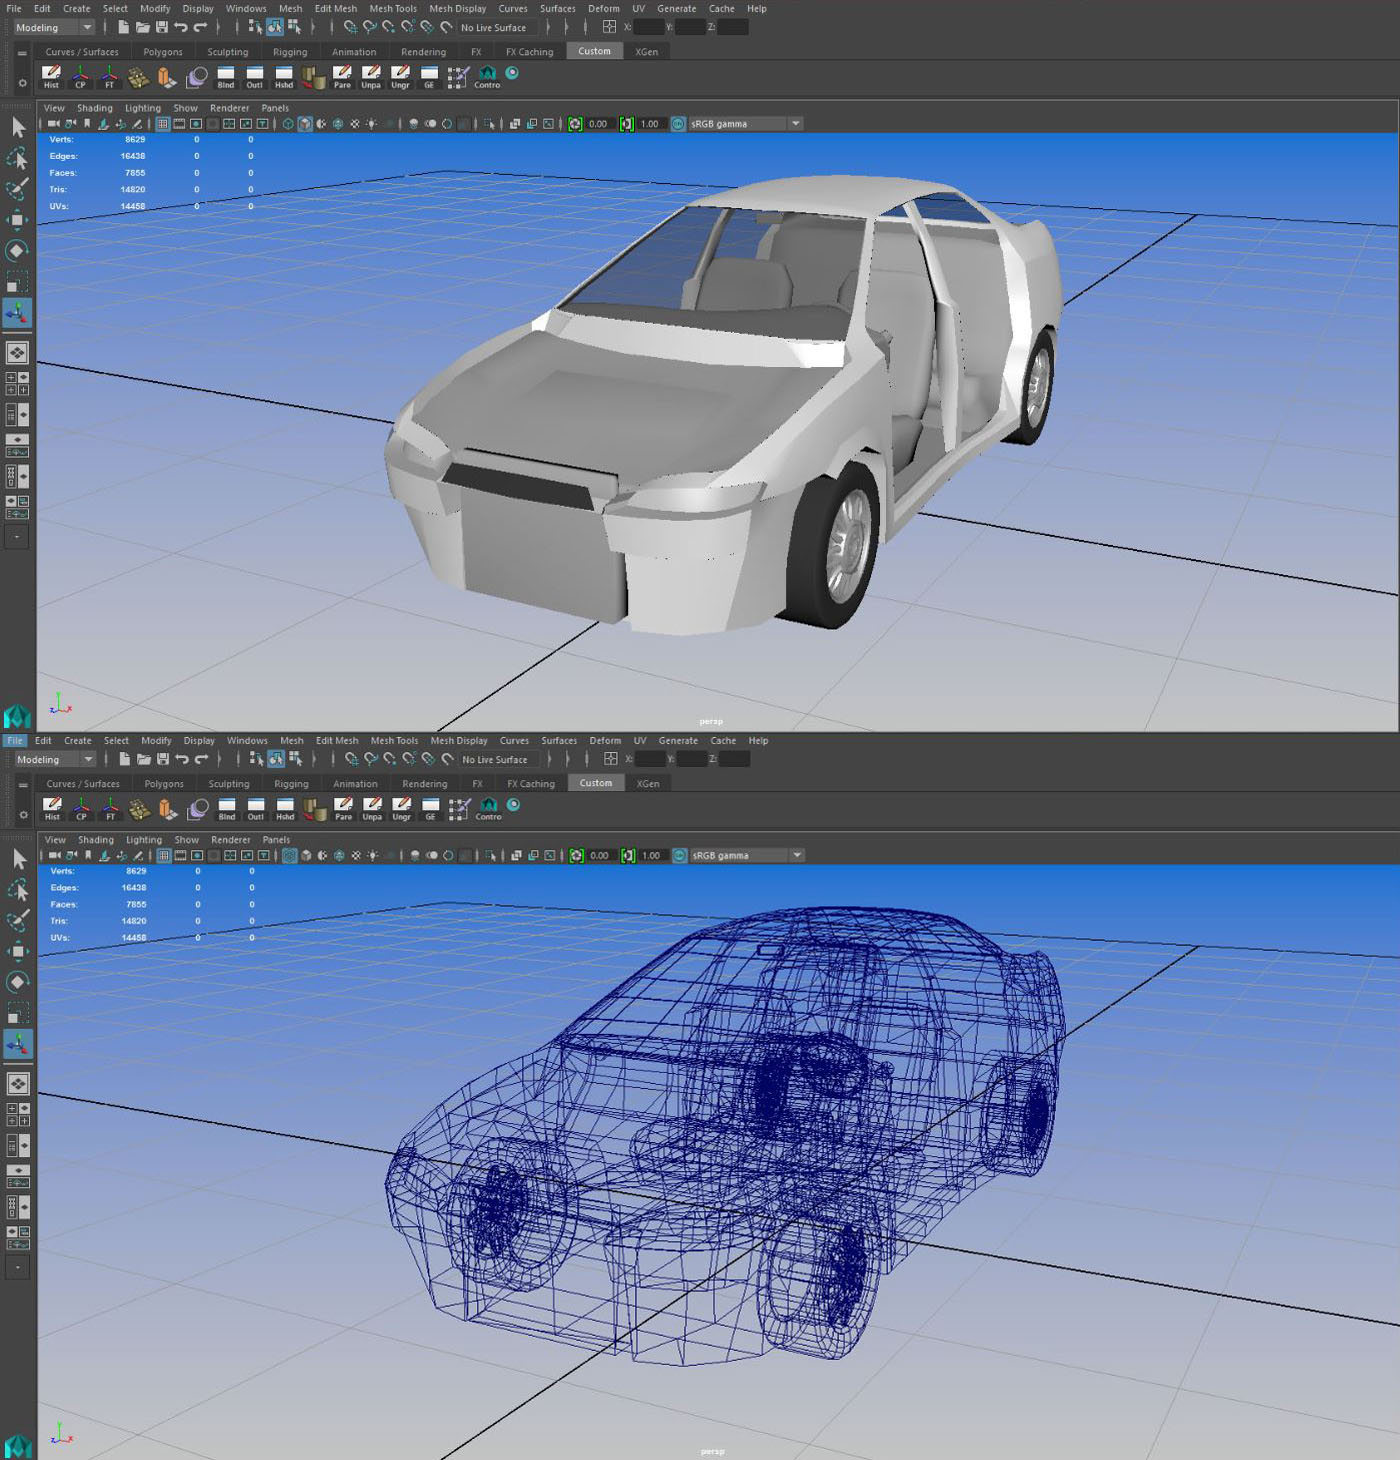 File Edit Create Select Modify Display Windows Mesh Edit Mesh Mesh Tools Mesh Display Curves Surfaces Deform UV Generate Cache Help
Modeling No Live Surface X: Y: Z:
Curves / Surfaces Polygons Sculpting Rigging Animation Rendering FX FX Caching Custom XGen
Hist CP FT Blnd Outl Hshd Pare Unpa Ungr GE Contro
View Shading Lighting Show Renderer Panels
0.00 1.00 sRGB gamma
Verts: 8629 0 0
Edges: 16438 0 0
Faces: 7855 0 0
Tris: 14820 0 0
UVs: 14458 0 0
y
z x
persp
File Edit Create Select Modify Display Windows Mesh Edit Mesh Mesh Tools Mesh Display Curves Surfaces Deform UV Generate Cache Help
Modeling No Live Surface X: Y: Z:
Curves / Surfaces Polygons Sculpting Rigging Animation Rendering FX FX Caching Custom XGen
Hist CP FT Blnd Outl Hshd Pare Unpa Ungr GE Contro
View Shading Lighting Show Renderer Panels
0.00 1.00 sRGB gamma
Verts: 8629 0 0
Edges: 16438 0 0
Faces: 7855 0 0
Tris: 14820 0 0
UVs: 14458 0 0
y
z x
persp